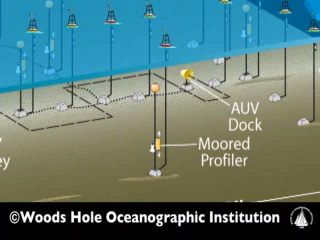 AUV
Dock
Moored
Profiler
©Woods Hole Oceanographic Institution